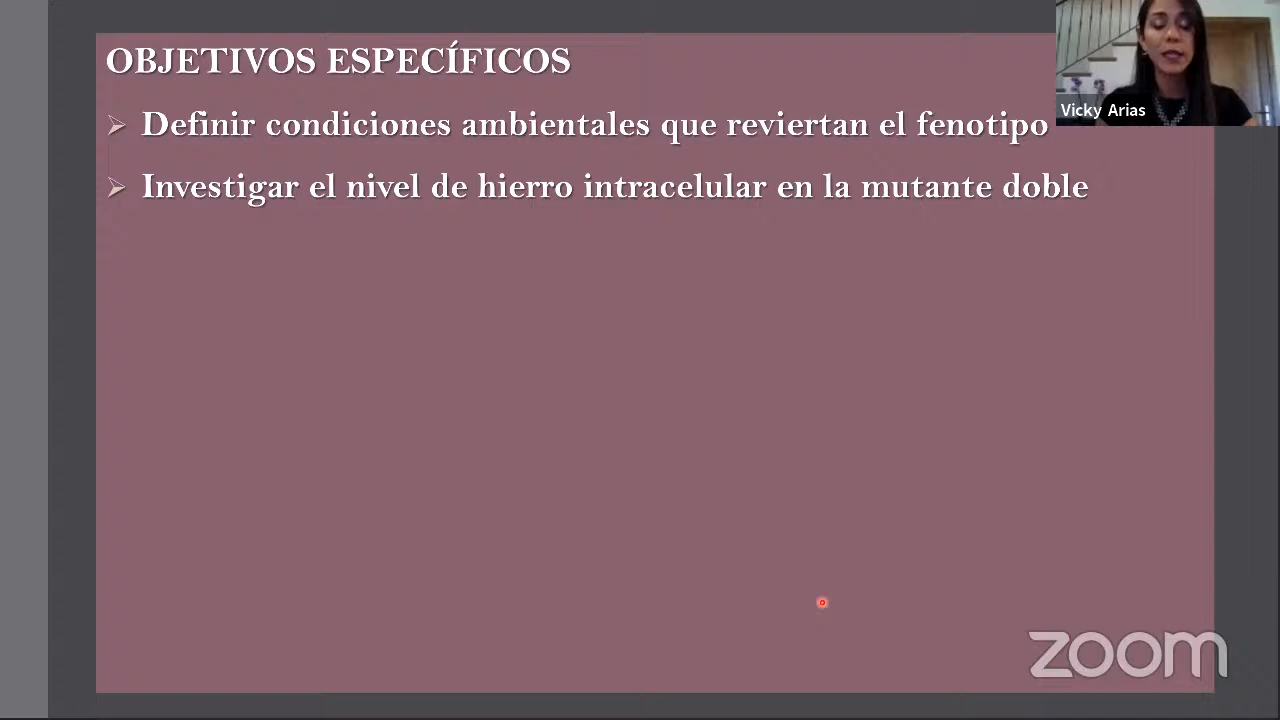 OBJETIVOS ESPECÍFICOS
Definir condiciones ambientales que reviertan el fenotipo
Vicky Arias
Investigar el nivel de hierro intracelular en la mutante doble
zoom